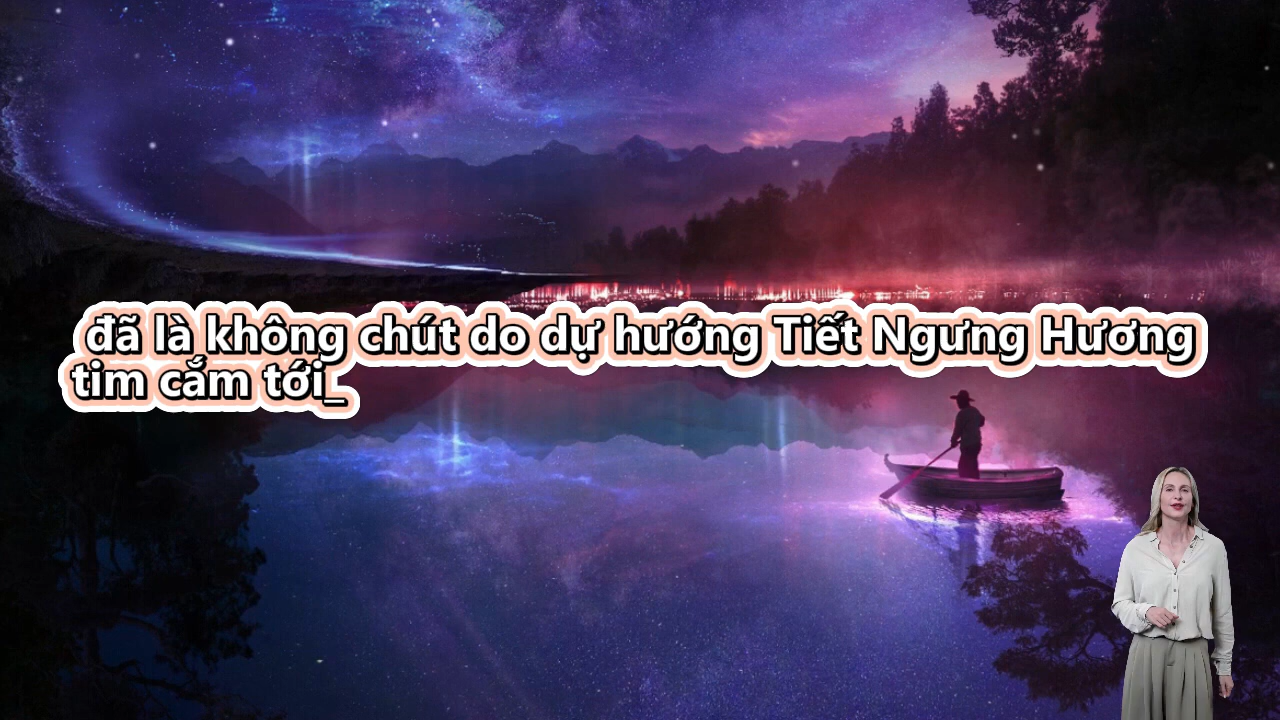 đã là không chút do dự hướng Tiết Ngưng Hương
tim cắm tới_